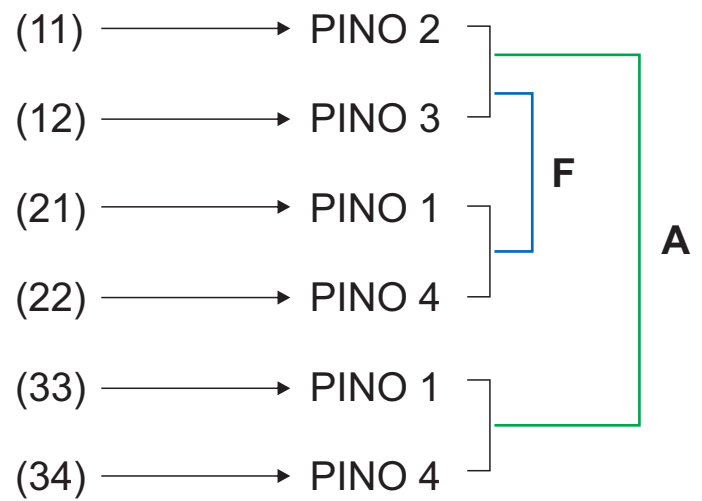 (11) PINO 2
(12) PINO 3
F
(21) PINO 1
A
(22) PINO 4
(33) PINO 1
(34) PINO 4